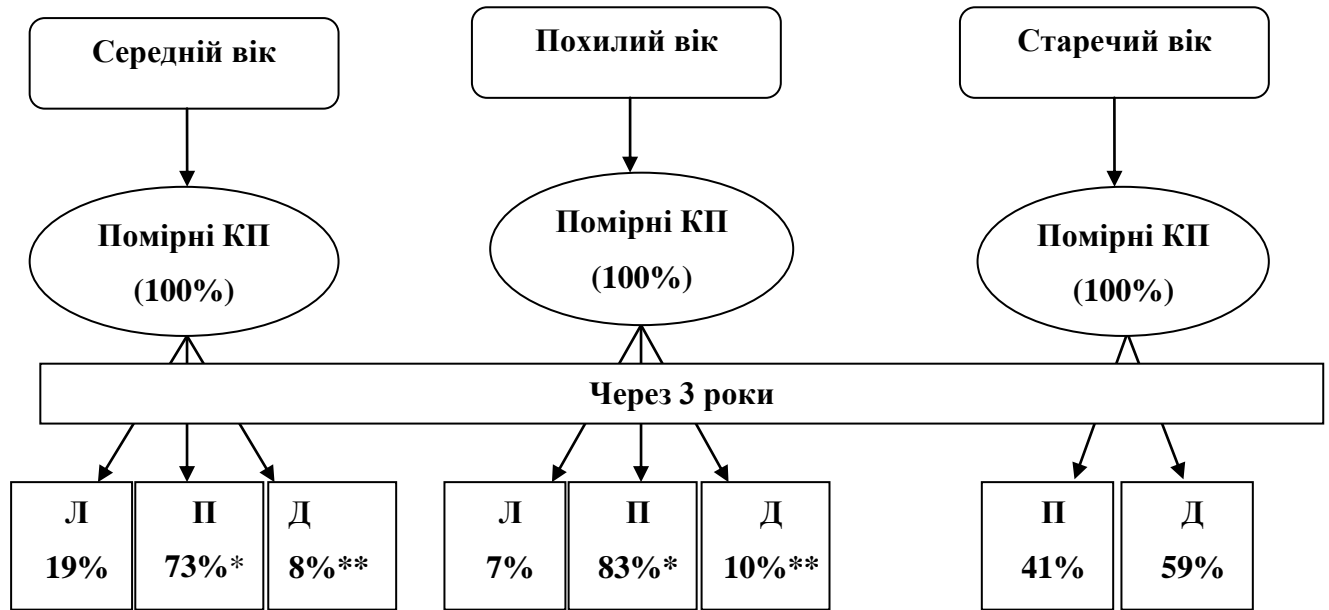 Середній вік
Похилий вік
Старечий вік
Помірні КП
(100%)
Помірні КП
(100%)
Помірні КП
(100%)
Через 3 роки
Л
19%
П
73%*
Д
8%**
Л
7%
П
83%*
Д
10%**
П
41%
Д
59%